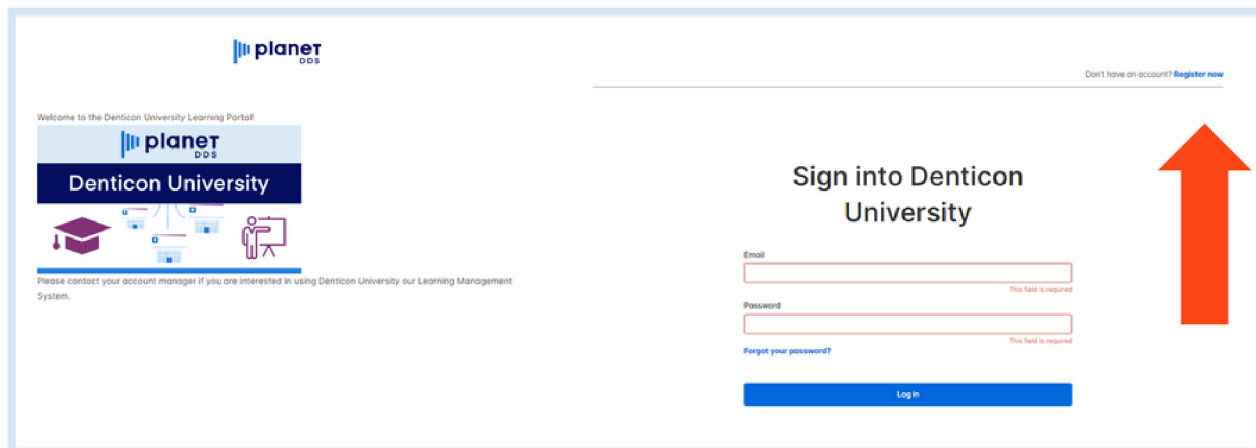 planet
DDS
Don't have an account? Register now
Welcome to the Denticon University Learning Portal!
planet
DDS
Denticon University
Please contact your account manager if you are interested in using Denticon University our Learning Management
System.
Sign into Denticon
University
Email
This field is required
Password
This field is required
Forgot your password?
Log in